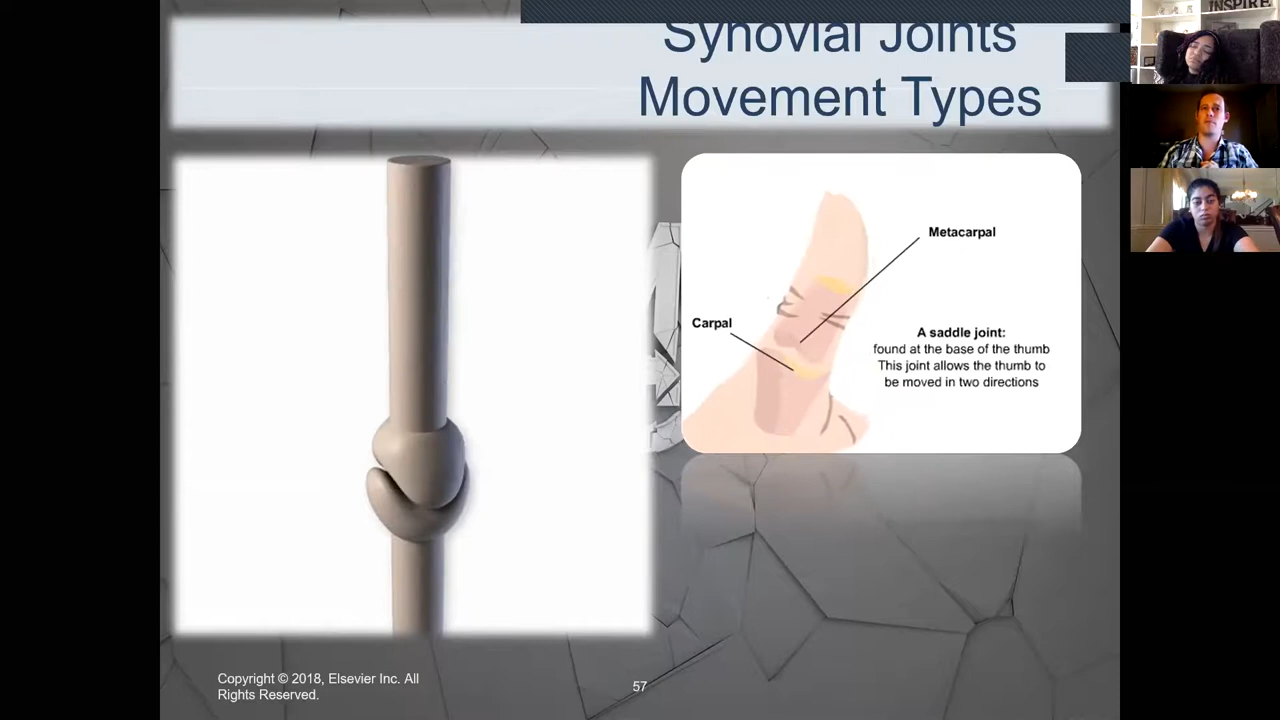 INSPIRE
Synovial Joints
Movement Types
Metacarpal
Carpal
A saddle joint:
found at the base of the thumb
This joint allows the thumb to
be moved in two directions
Copyright © 2018, Elsevier Inc. All
Rights Reserved.
57